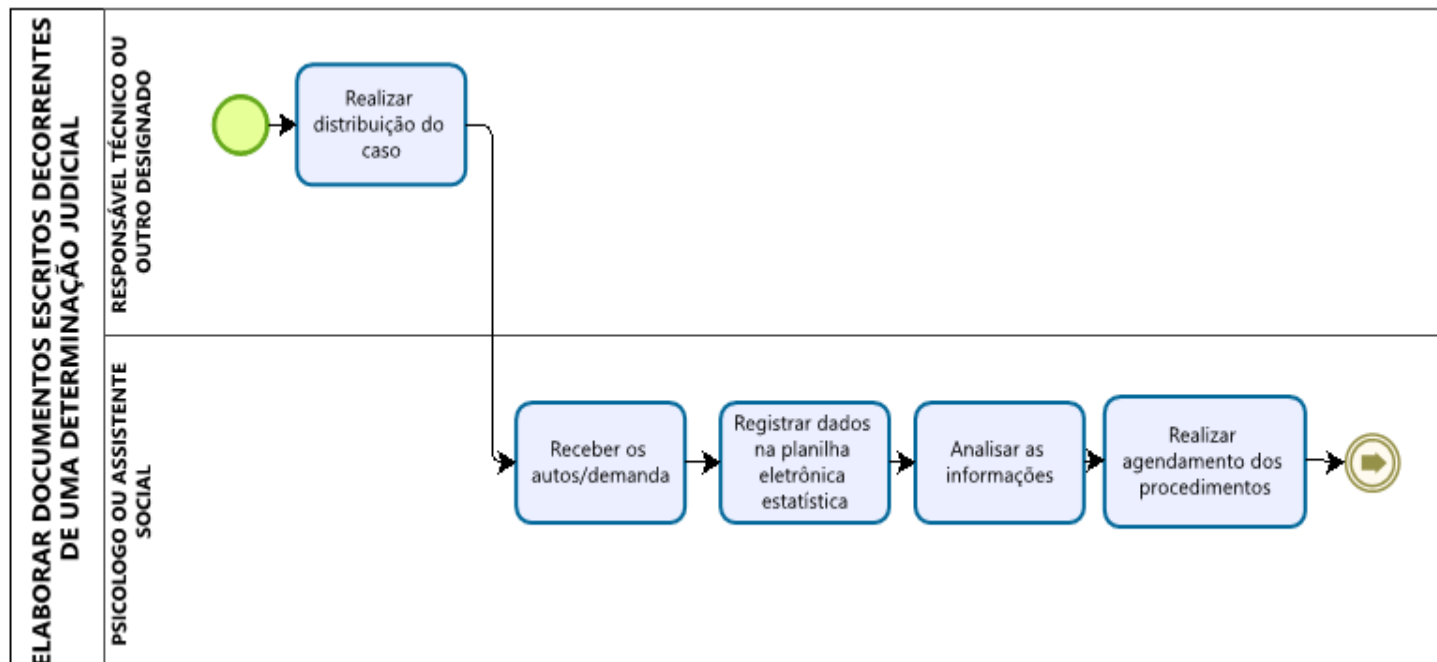 ELABORAR DOCUMENTOS ESCRITOS DECORRENTES
DE UMA DETERMINAÇÃO JUDICIAL
RESPONSÁVEL TÉCNICO OU
OUTRO DESIGNADO
Realizar
distribuição do
caso
PSICOLOGO OU ASSISTENTE
SOCIAL
Receber os
autos/demanda
Registrar dados
na planilha
eletrônica
estatística
Analisar as
informações
Realizar
agendamento dos
procedimentos